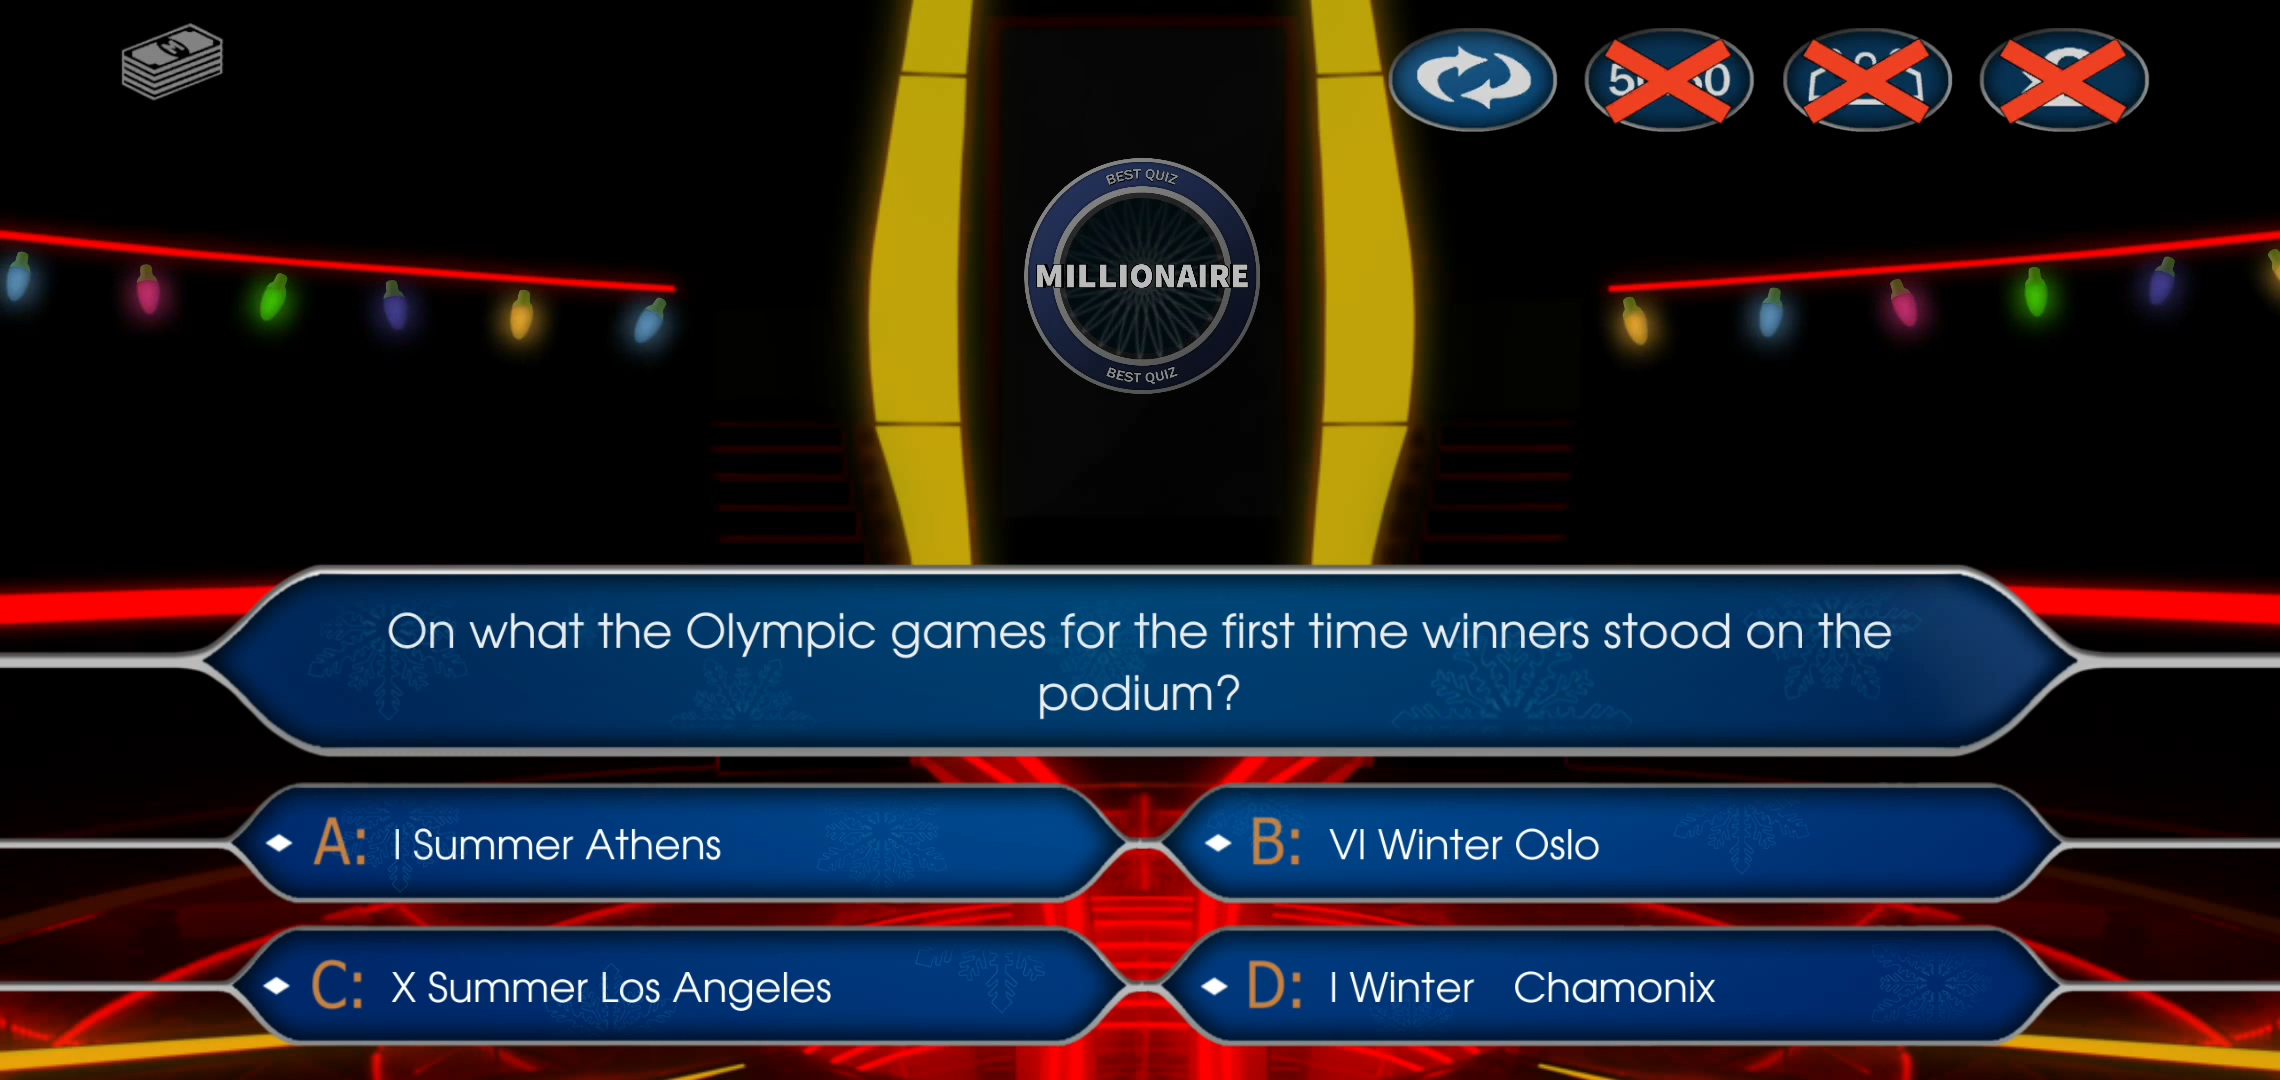 BEST QUIZ
MILLIONAIRE
BEST QUIZ
On what the Olympic games for the first time winners stood on the
podium?
A: I Summer Athens
B: VI Winter Oslo
C: X Summer Los Angeles
D: I Winter Chamonix